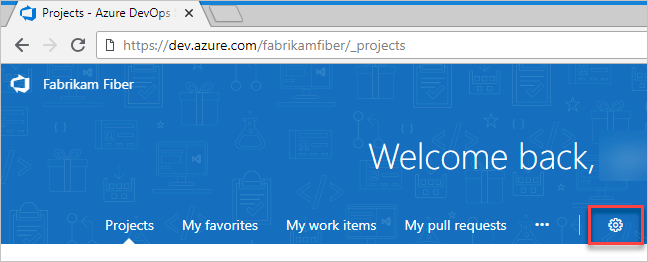 Projects - Azure DevOps
https://dev.azure.com/fabrikamfiber/_projects
Fabrikam Fiber
Welcome back,
Projects My favorites My work items My pull requests ...